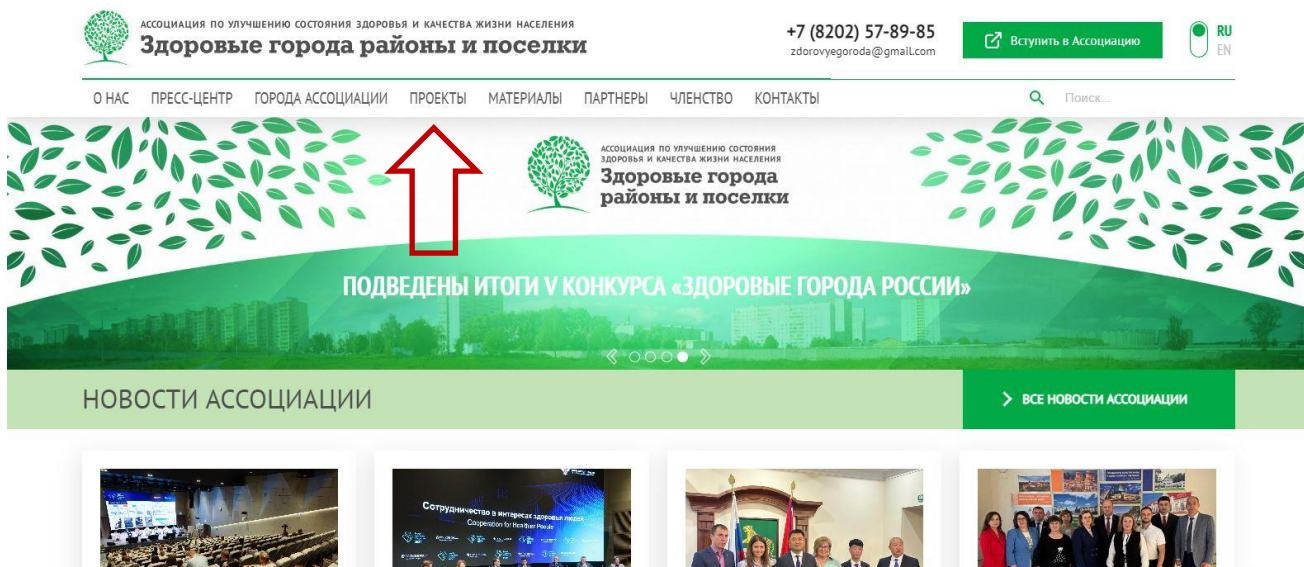 АССОЦИАЦИЯ ПО УЛУЧШЕНИЮ СОСТОЯНИЯ ЗДОРОВЬЯ И КАЧЕСТВА ЖИЗНИ НАСЕЛЕНИЯ
Здоровые города районы и поселки
+7 (8202) 57-89-85
zdorovyegoroda@gmail.com
Вступить в Ассоциацию
RU
EN
О НАС ПРЕСС-ЦЕНТР ГОРОДА АССОЦИАЦИИ ПРОЕКТЫ МАТЕРИАЛЫ ПАРТНЕРЫ ЧЛЕНСТВО КОНТАКТЫ
Поиск...
АССОЦИАЦИЯ ПО УЛУЧШЕНИЮ СОСТОЯНИЯ
ЗДОРОВЬЯ И КАЧЕСТВА ЖИЗНИ НАСЕЛЕНИЯ
Здоровые города
районы и поселки
ПОДВЕДЕНЫ ИТОГИ V КОНКУРСА «ЗДОРОВЫЕ ГОРОДА РОССИИ»
НОВОСТИ АССОЦИАЦИИ
ВСЕ НОВОСТИ АССОЦИАЦИИ
Сотрудничество в интересах здоровья людей
Cooperation for Healthier People